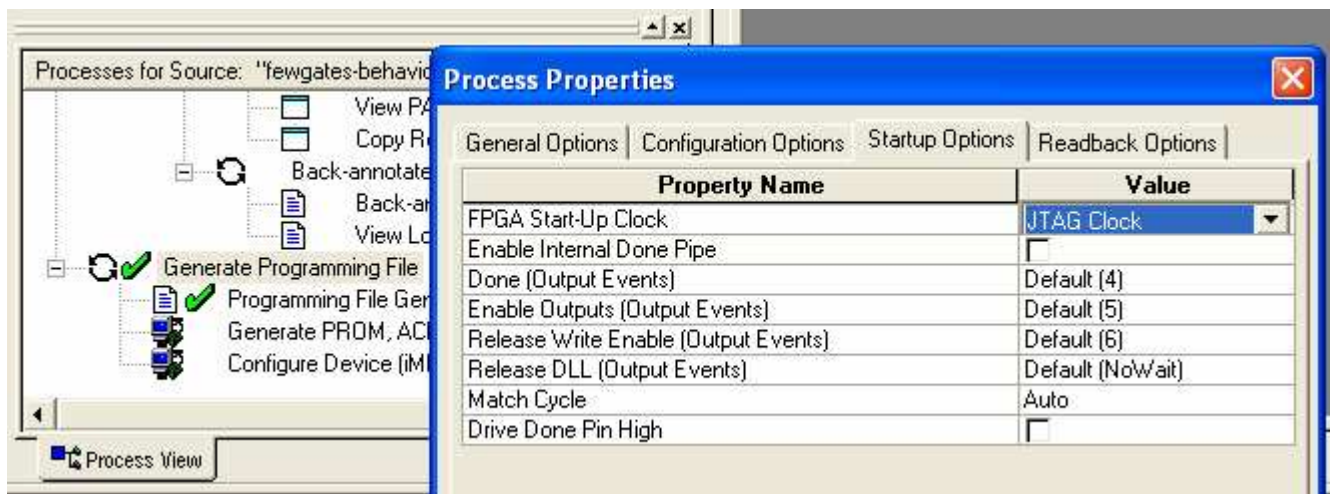 Processes for Source: "fewgates-behavio
View PA
Copy Re
Back-annotate
Back-an
View Lo
Generate Programming File
Programming File Gen
Generate PROM, ACE
Configure Device (iM
Process View
Process Properties
General Options
Configuration Options
Startup Options
Readback Options
Property Name Value
FPGA Start-Up Clock JTAG Clock
Enable Internal Done Pipe
Done (Output Events) Default (4)
Enable Outputs (Output Events) Default (5)
Release Write Enable (Output Events) Default (6)
Release DLL (Output Events) Default (NoWait)
Match Cycle Auto
Drive Done Pin High